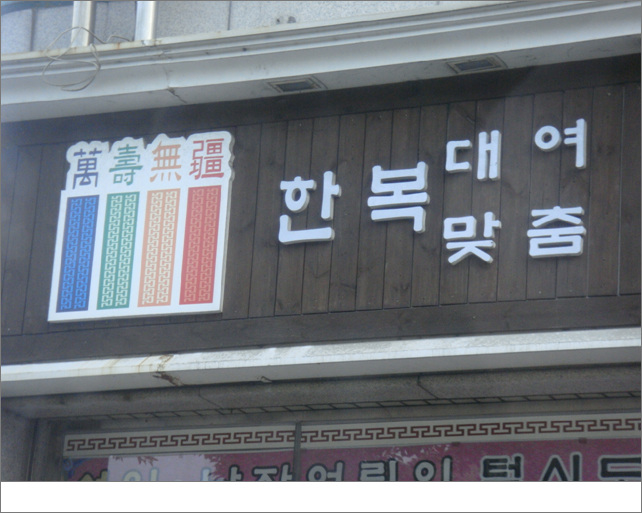 萬壽無疆
한복 대여
맞춤